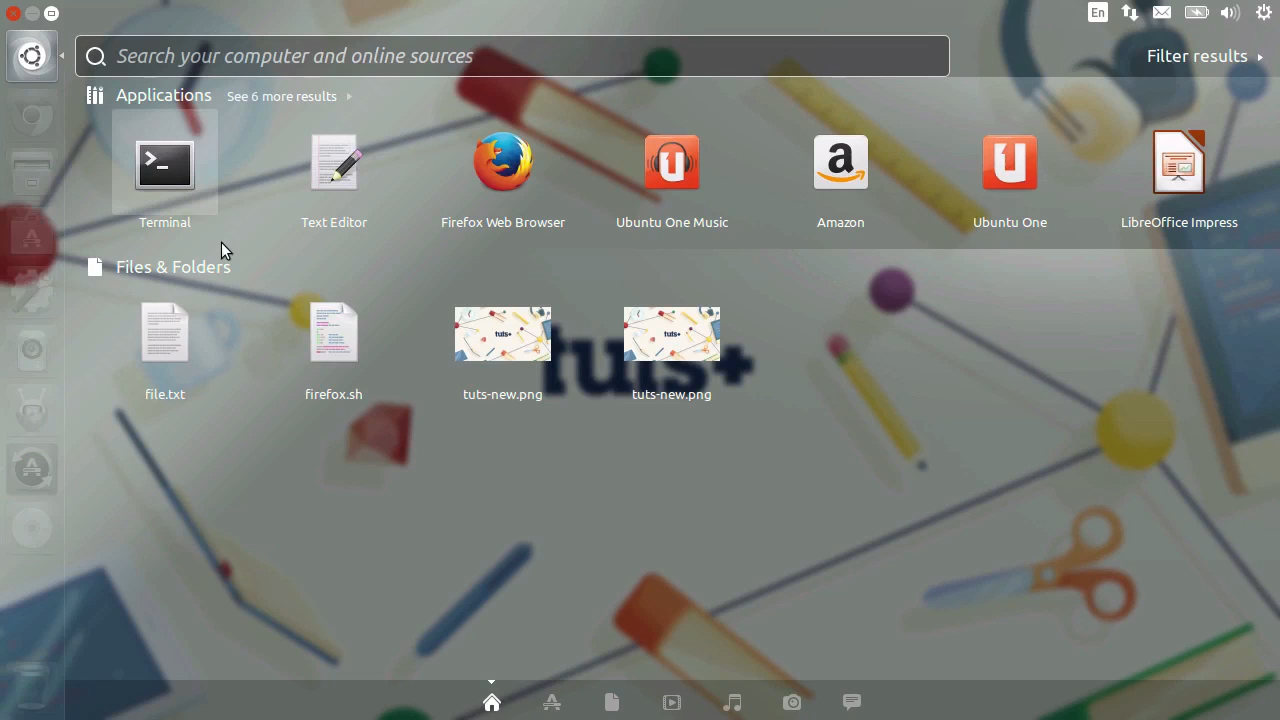 En
Search your computer and online sources
Filter results
Applications See 6 more results
Terminal
Text Editor
Firefox Web Browser
Ubuntu One Music
Amazon
Ubuntu One
LibreOffice Impress
Files & Folders
file.txt
firefox.sh
tuts-new.png
tuts-new.png
tuts+
tuts+
tuts+